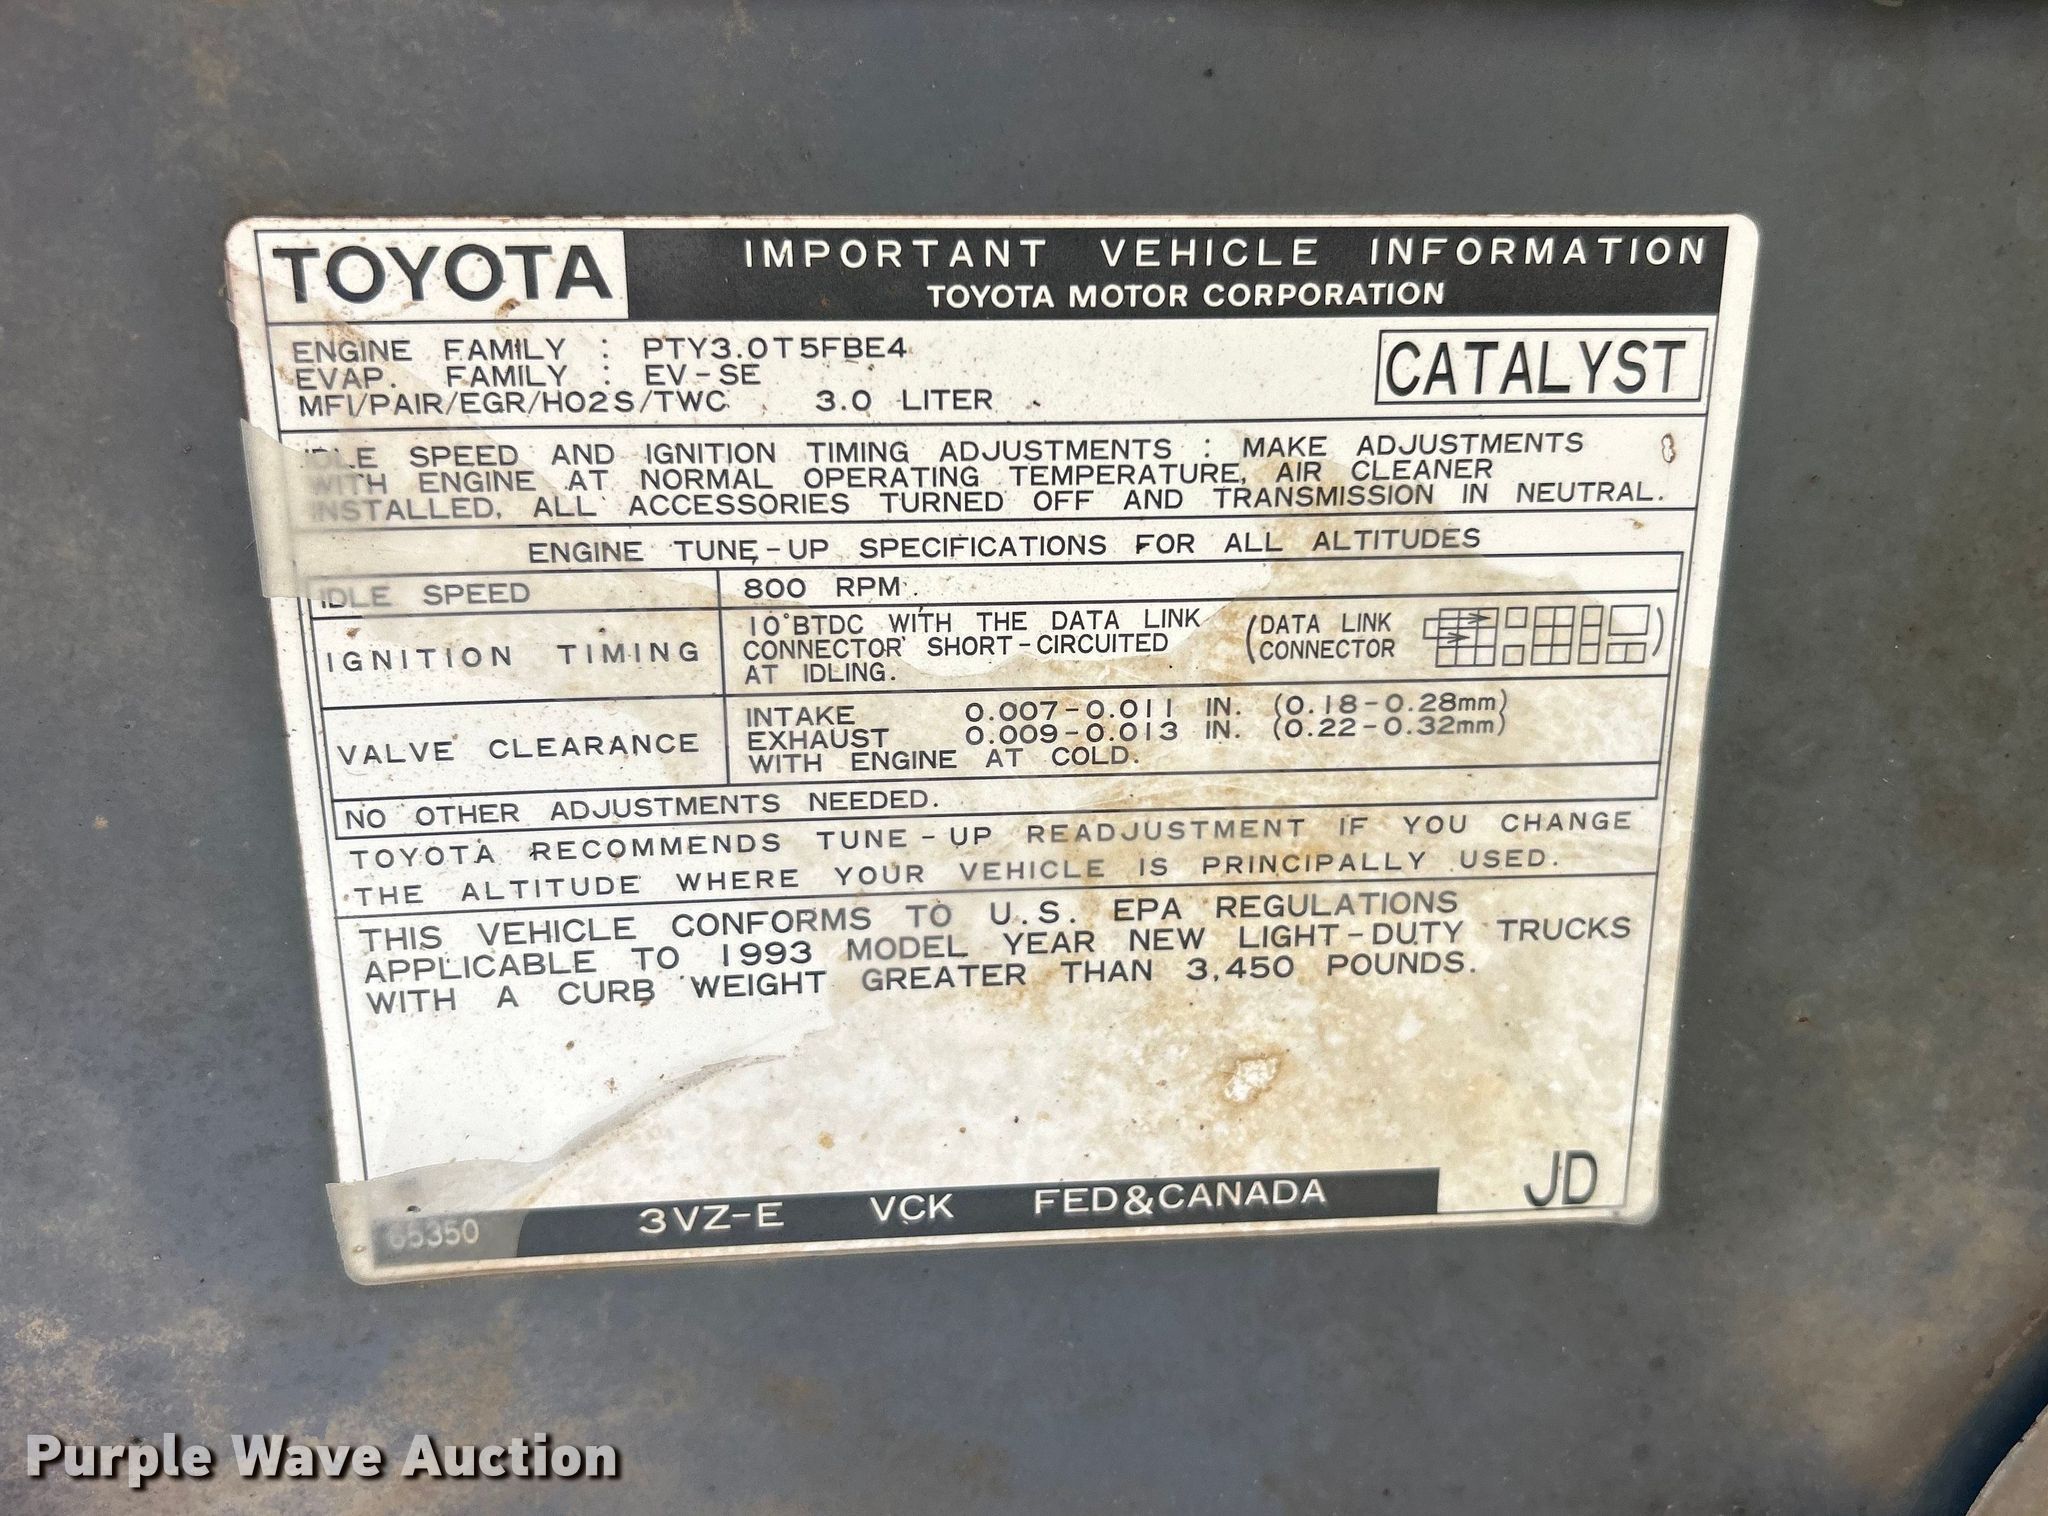 TOYOTA IMPORTANT VEHICLE INFORMATION
TOYOTA MOTOR CORPORATION
ENGINE FAMILY : PTY3.0T5FBE4
EVAP. FAMILY : EV-SE
MFI/PAIR/EGR/HO2S/TWC 3.0 LITER
CATALYST
IDLE SPEED AND IGNITION TIMING ADJUSTMENTS : MAKE ADJUSTMENTS
WITH ENGINE AT NORMAL OPERATING TEMPERATURE, AIR CLEANER
INSTALLED, ALL ACCESSORIES TURNED OFF AND TRANSMISSION IN NEUTRAL.
ENGINE TUNE-UP SPECIFICATIONS FOR ALL ALTITUDES
IDLE SPEED 800 RPM
IGNITION TIMING
10°BTDC WITH THE DATA LINK
CONNECTOR SHORT-CIRCUITED
AT IDLING.
(DATA LINK
CONNECTOR )
VALVE CLEARANCE
INTAKE 0.007-0.011 IN. (0.18-0.28mm)
EXHAUST 0.009-0.013 IN. (0.22-0.32mm)
WITH ENGINE AT COLD.
NO OTHER ADJUSTMENTS NEEDED.
TOYOTA RECOMMENDS TUNE-UP READJUSTMENT IF YOU CHANGE
THE ALTITUDE WHERE YOUR VEHICLE IS PRINCIPALLY USED.
THIS VEHICLE CONFORMS TO U.S. EPA REGULATIONS
APPLICABLE TO 1993 MODEL YEAR NEW LIGHT-DUTY TRUCKS
WITH A CURB WEIGHT GREATER THAN 3,450 POUNDS.
65350 3VZ-E VCK FED&CANADA JD
Purple Wave Auction